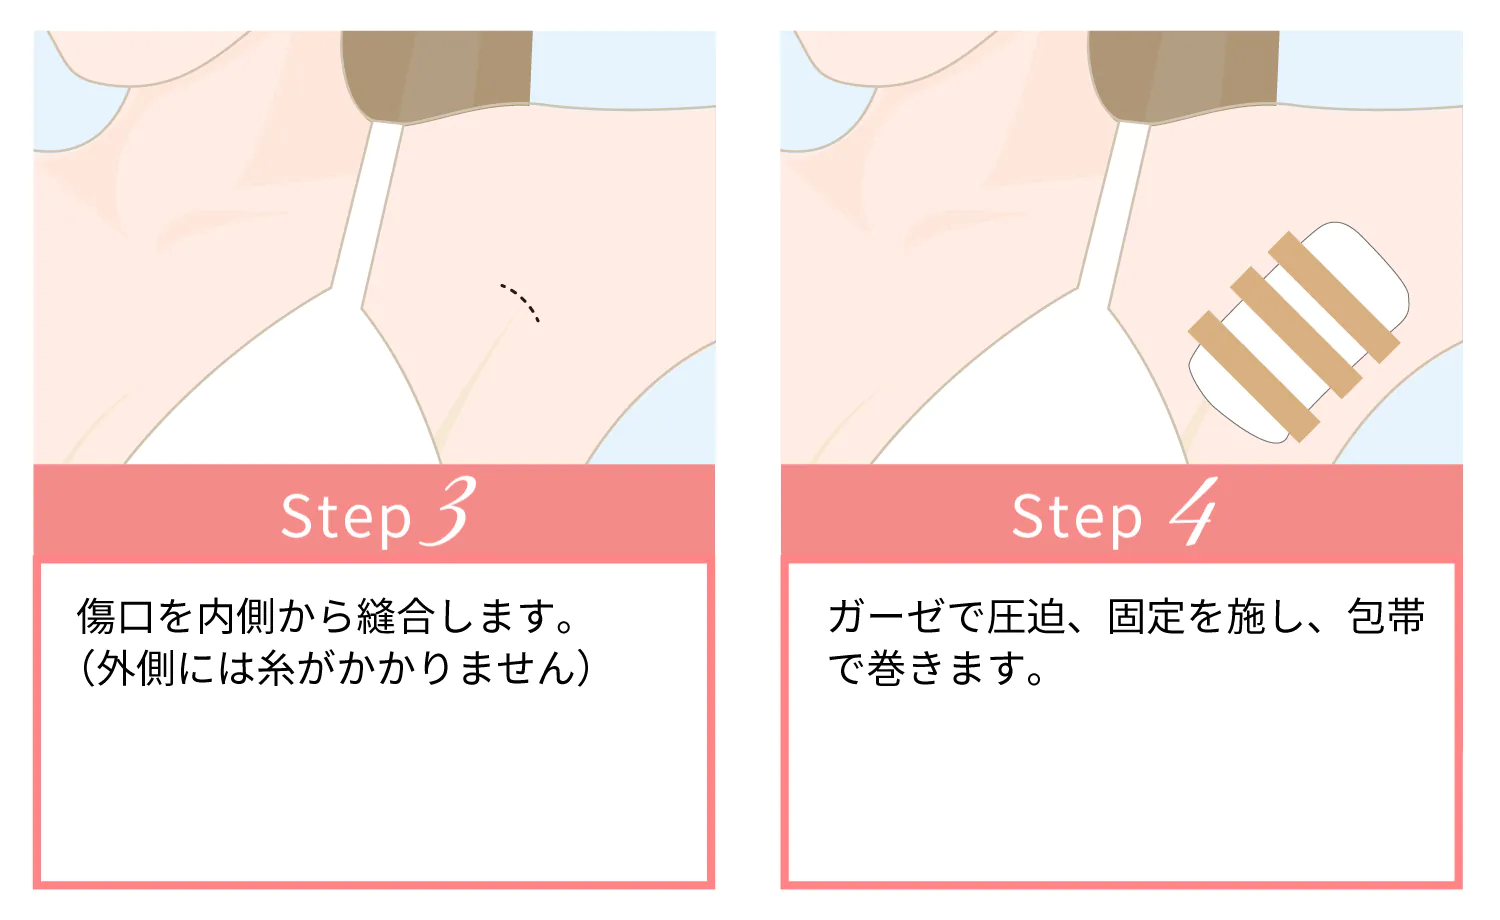 Step 3
傷口を内側から縫合します。
（外側には糸がかかりません）
Step 4
ガーゼで圧迫、固定を施し、包帯
で巻きます。